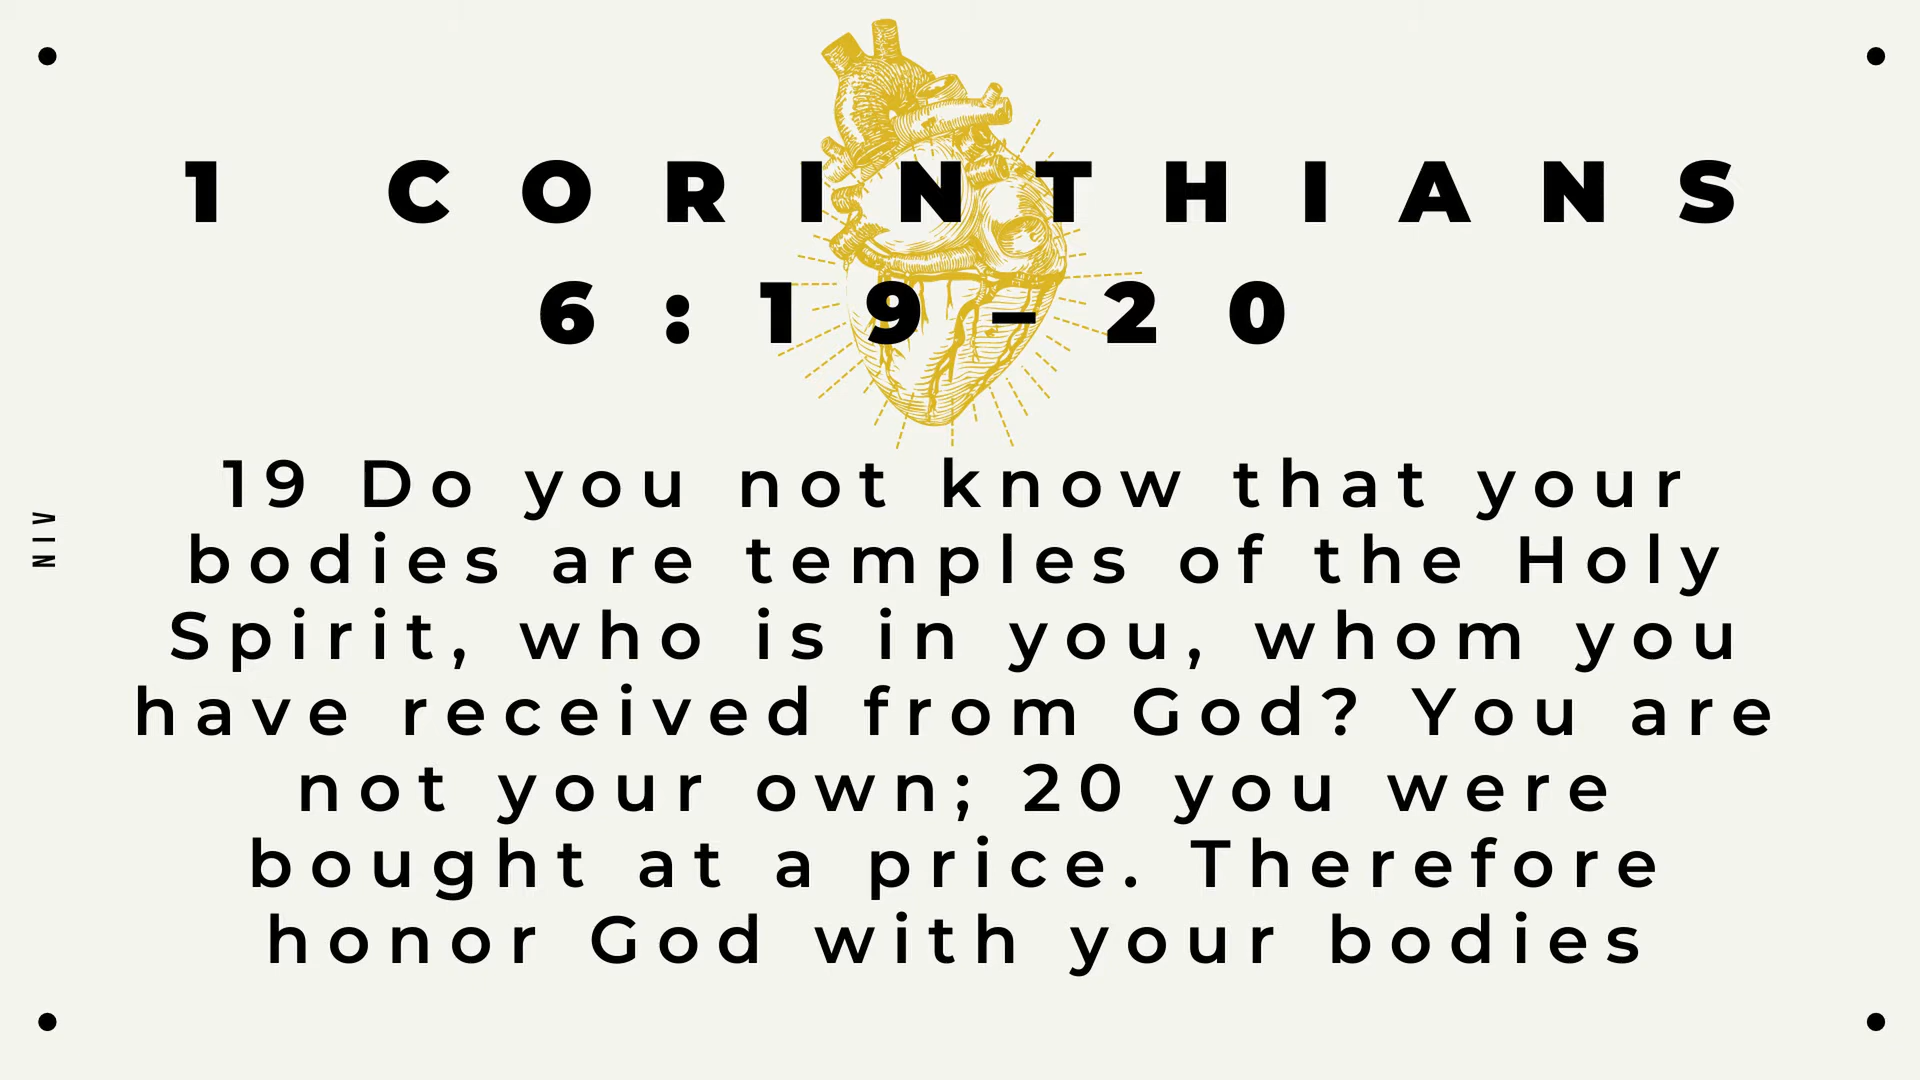 1 CORINTHIANS
6:19–20
19 Do you not know that your
bodies are temples of the Holy
Spirit, who is in you, whom you
have received from God? You are
not your own; 20 you were
bought at a price. Therefore
honor God with your bodies
NIV